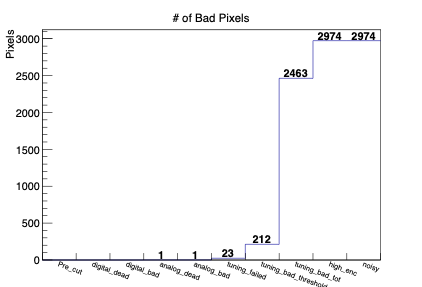 # of Bad Pixels
Pixels
3000
2500
2000
1500
1000
500
0
1
1
23
212
2463
2974
2974
Pre_cut
digital_dead
digital_bad
analog_dead
analog_bad
tuning_failed
tuning_bad_threshold
tuning_bad_tot
high_enc
noisy